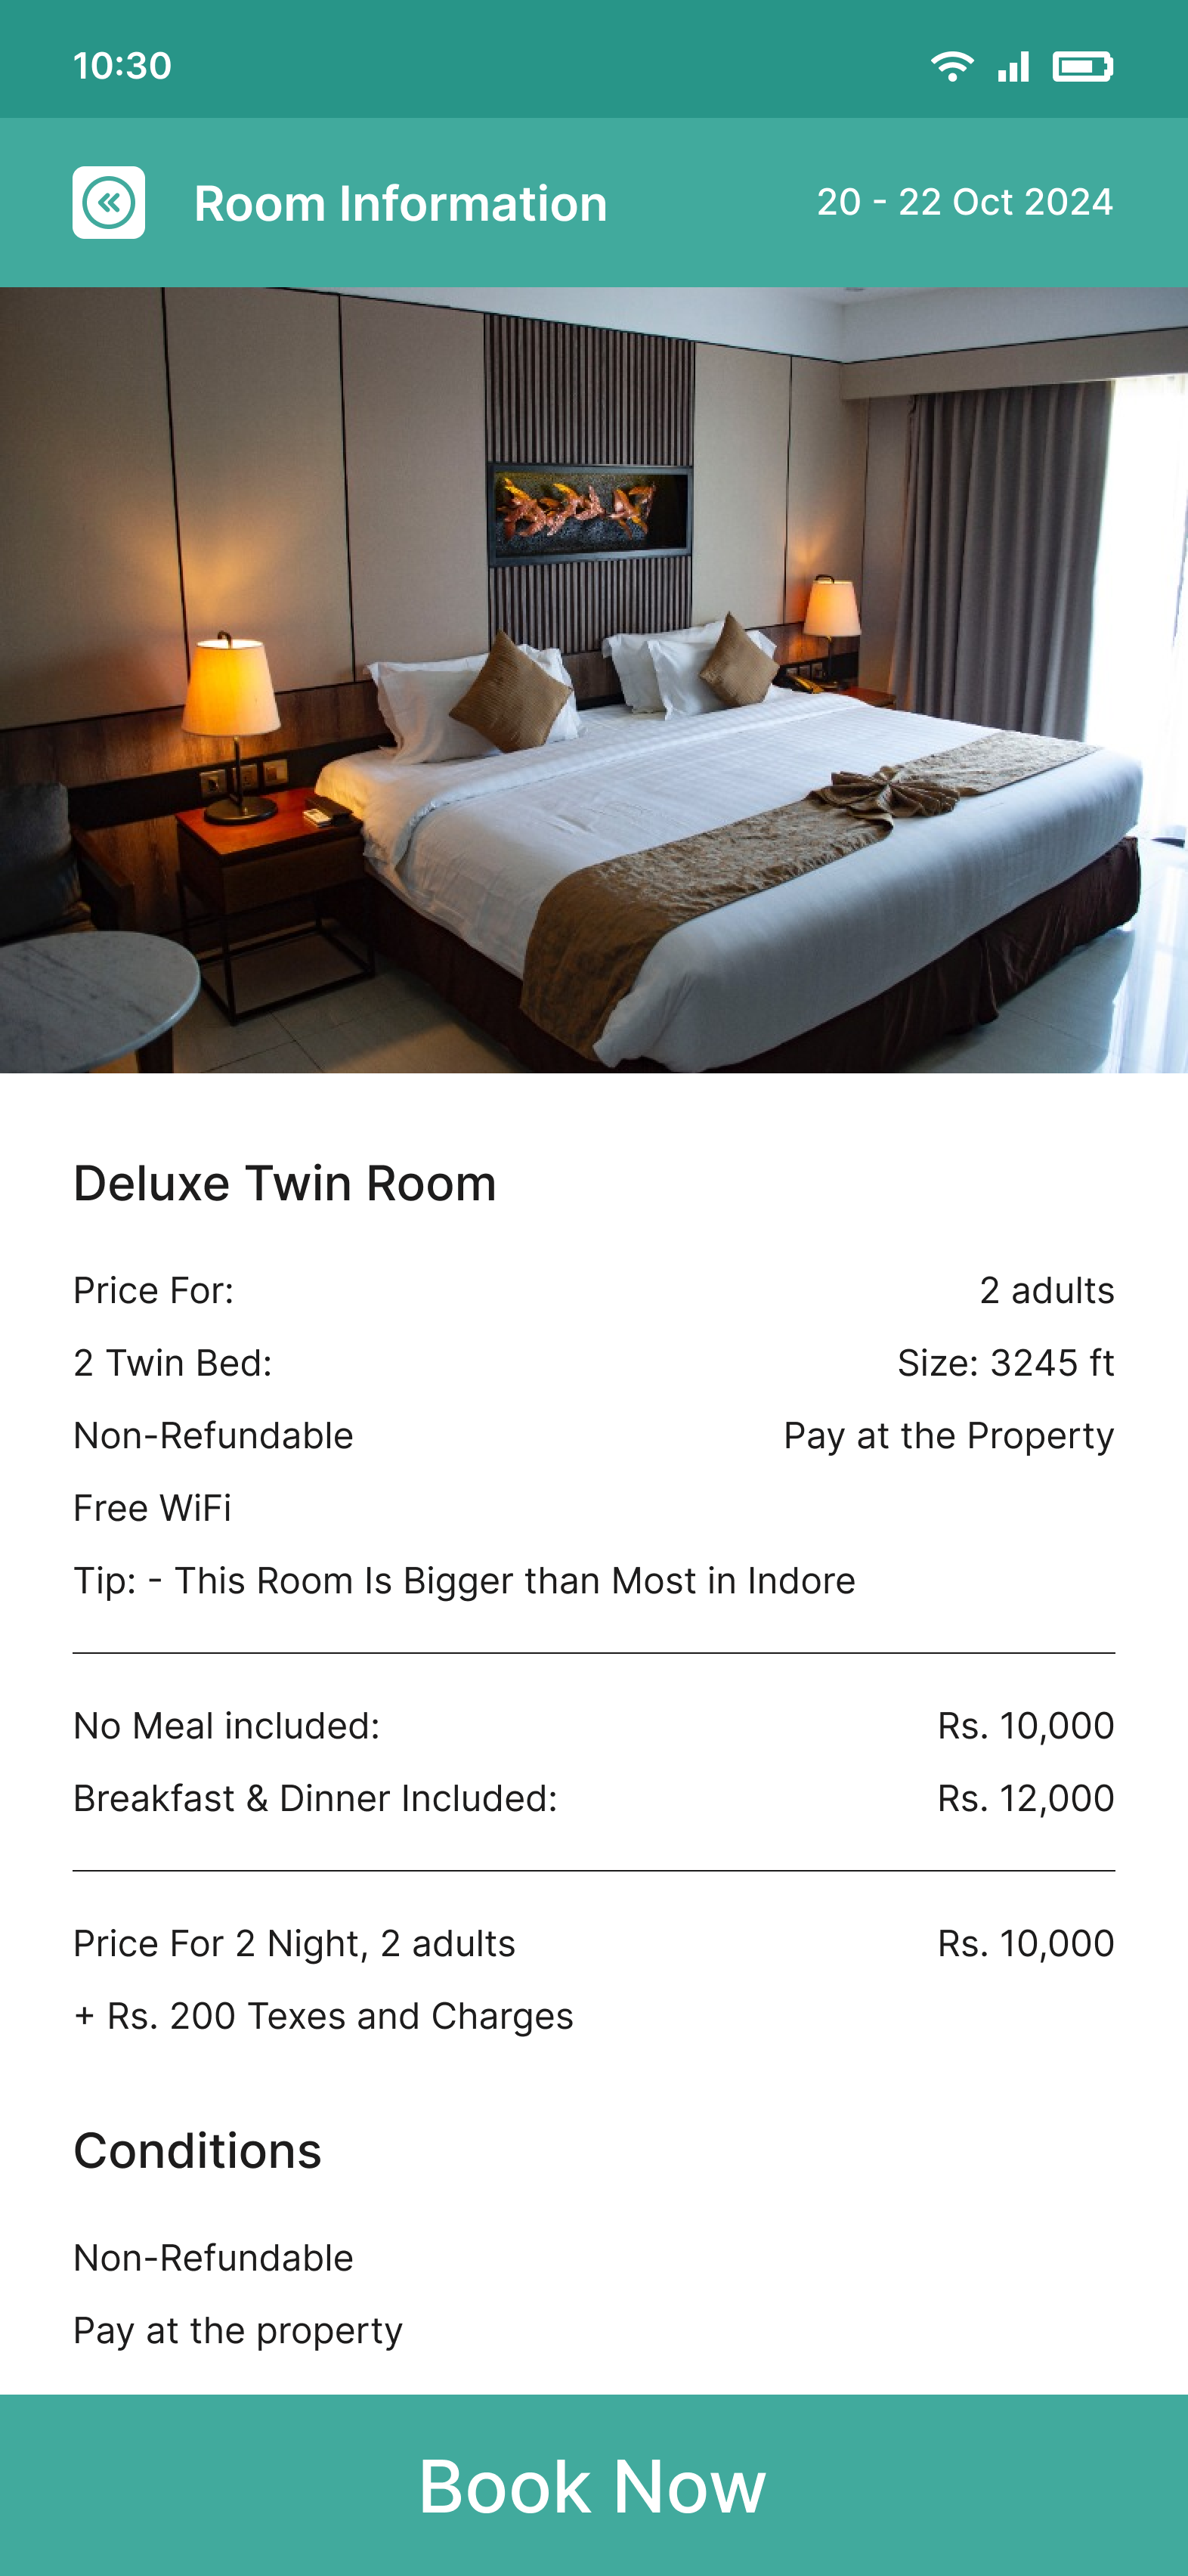 10:30
Room Information
20 - 22 Oct 2024
Deluxe Twin Room
Price For: 2 adults
2 Twin Bed: Size: 3245 ft
Non-Refundable Pay at the Property
Free WiFi
Tip: - This Room Is Bigger than Most in Indore
No Meal included: Rs. 10,000
Breakfast & Dinner Included: Rs. 12,000
Price For 2 Night, 2 adults Rs. 10,000
+ Rs. 200 Texes and Charges
Conditions
Non-Refundable
Pay at the property
Book Now